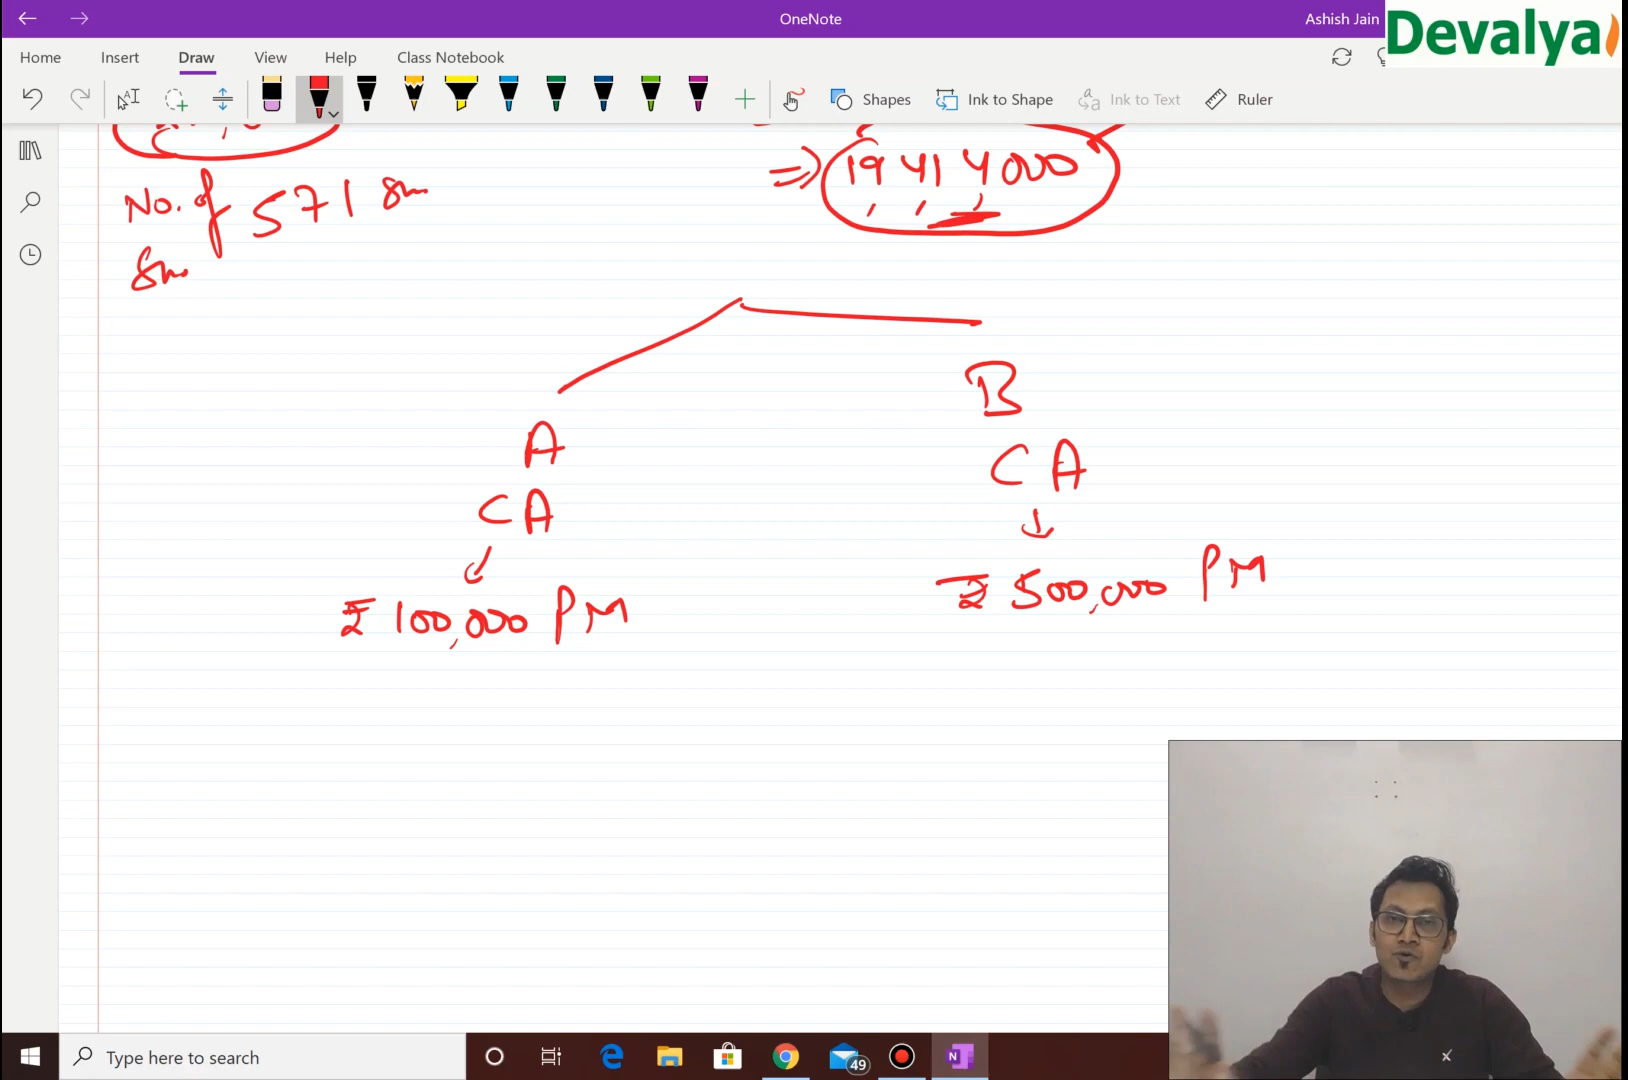 OneNote
Ashish Jain
Devalya
Home Insert Draw View Help Class Notebook
Shapes Ink to Shape Ink to Text Ruler
No. of 571
⇒ 19 41 4000
A
CA
₹ 100,000 PM
B
CA
₹ 500,000 PM
Type here to search
49